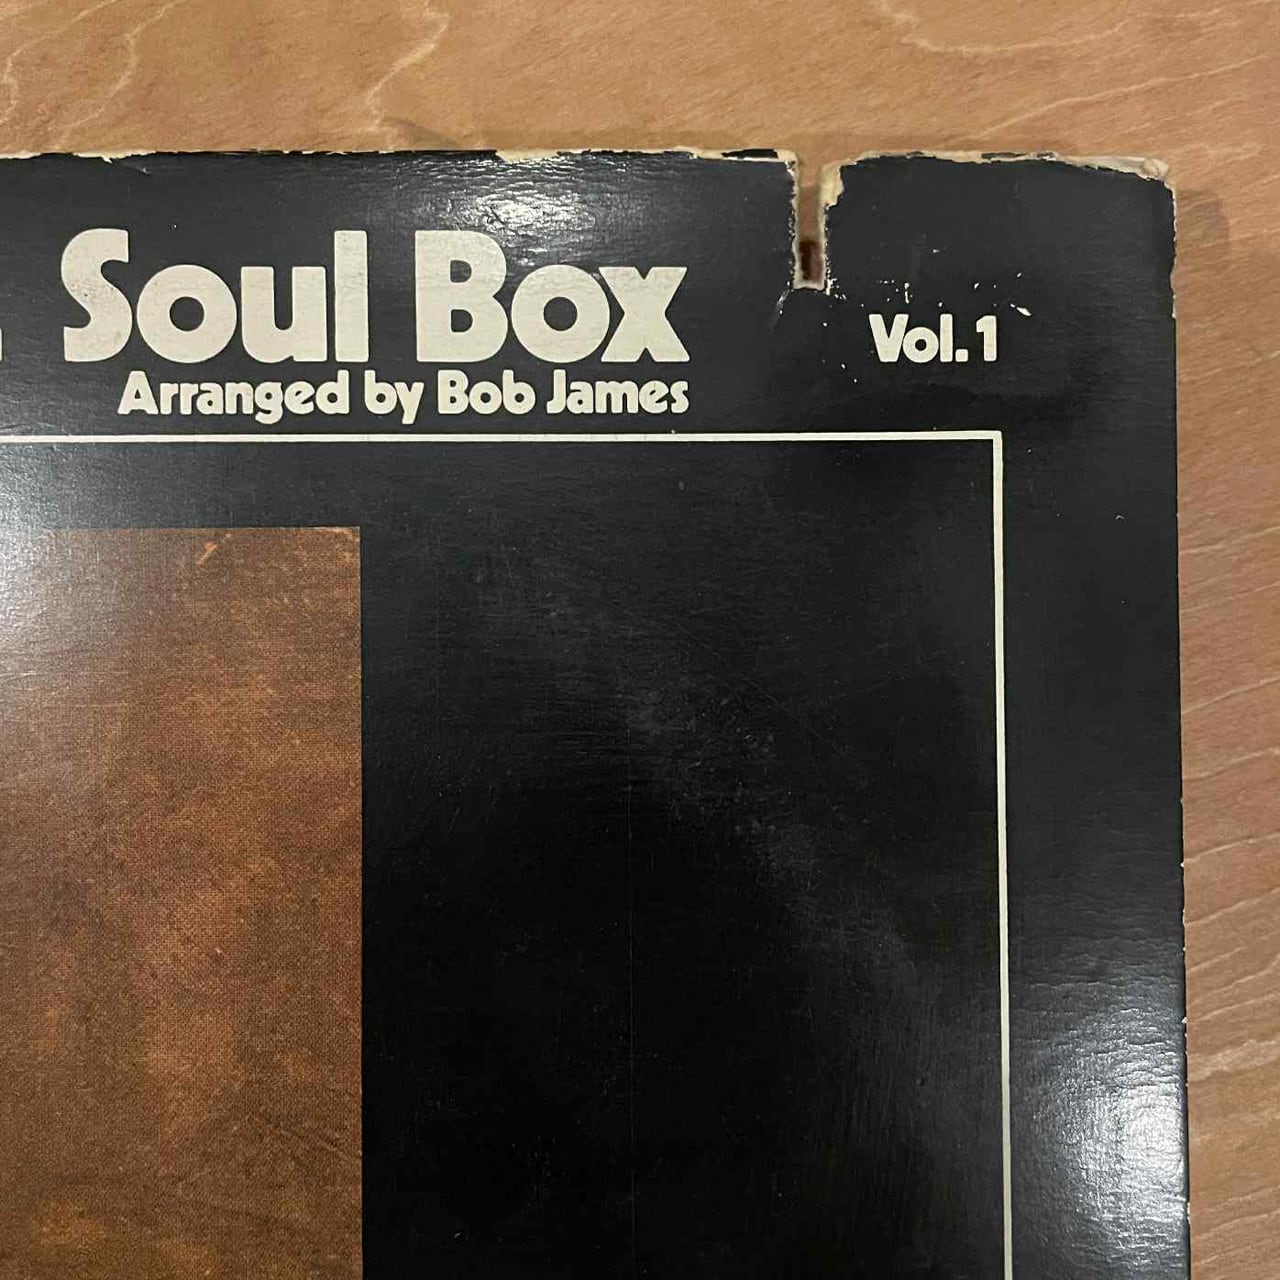 Soul Box
Arranged by Bob James
Vol. 1